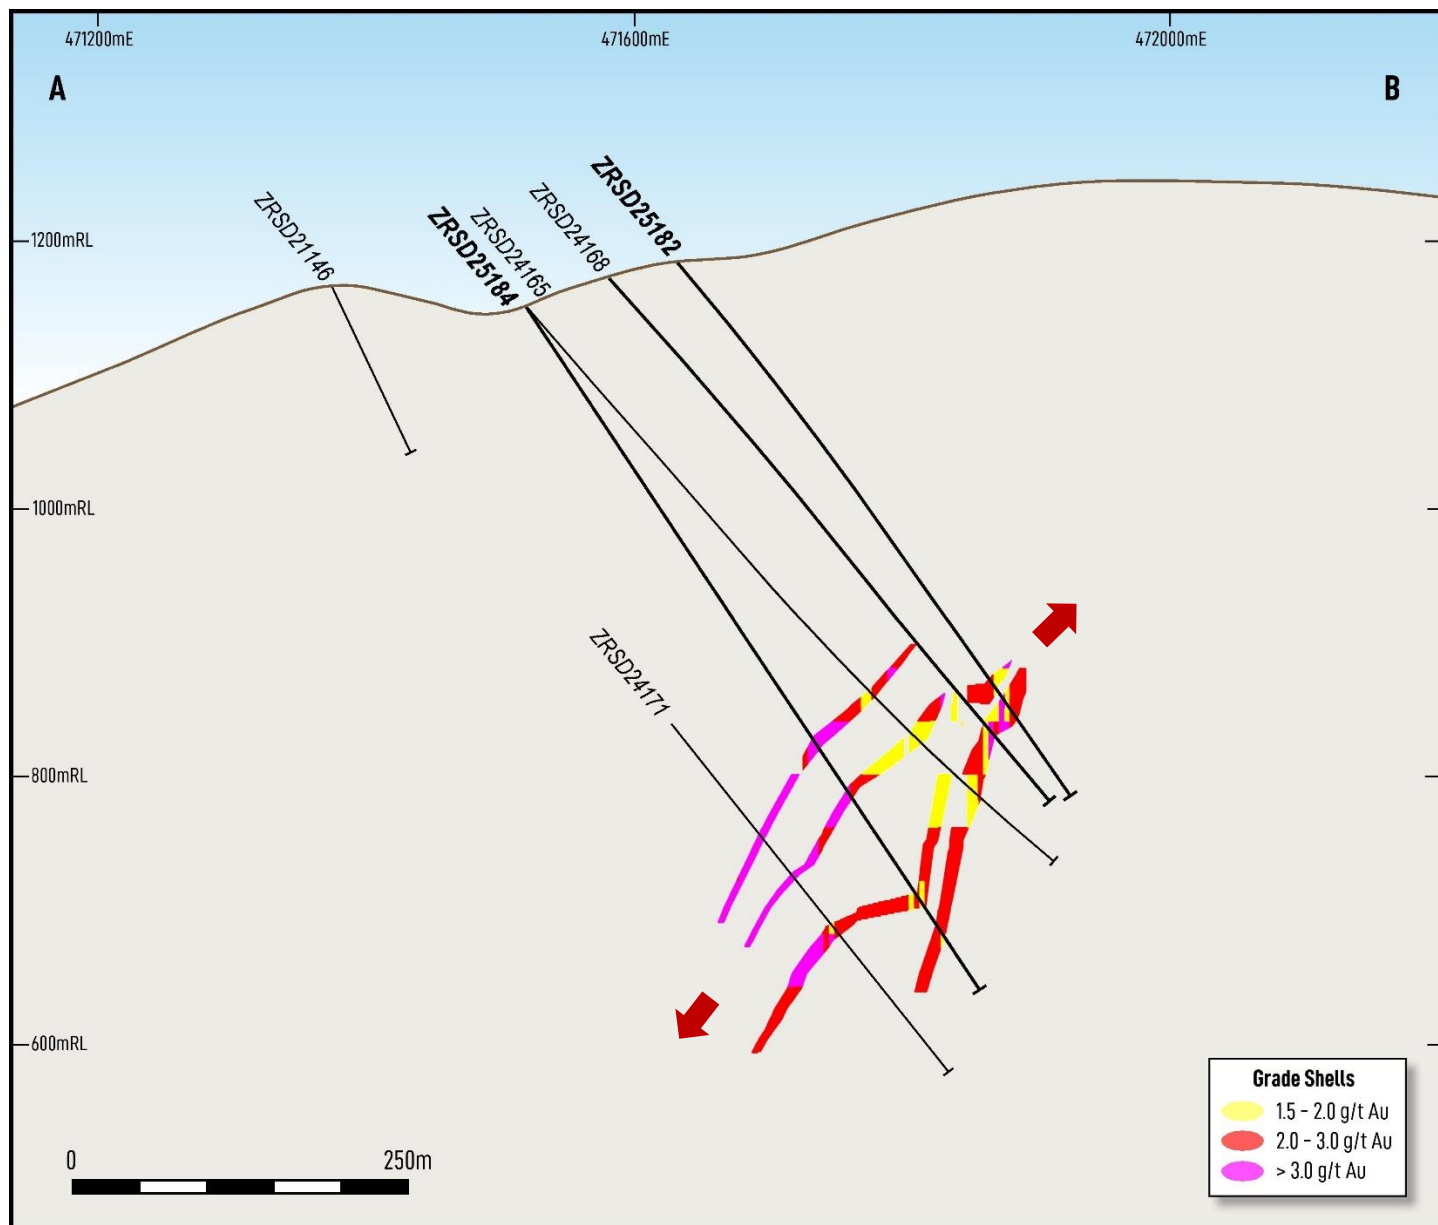 471200mE
471600mE
472000mE
A
B
ZRSD25182
ZRSD24168
ZRSD21146
ZRSD24165
ZRSD25184
1200mRL
1000mRL
ZRSD24171
800mRL
600mRL
Grade Shells
1.5 - 2.0 g/t Au
2.0 - 3.0 g/t Au
> 3.0 g/t Au
0
250m